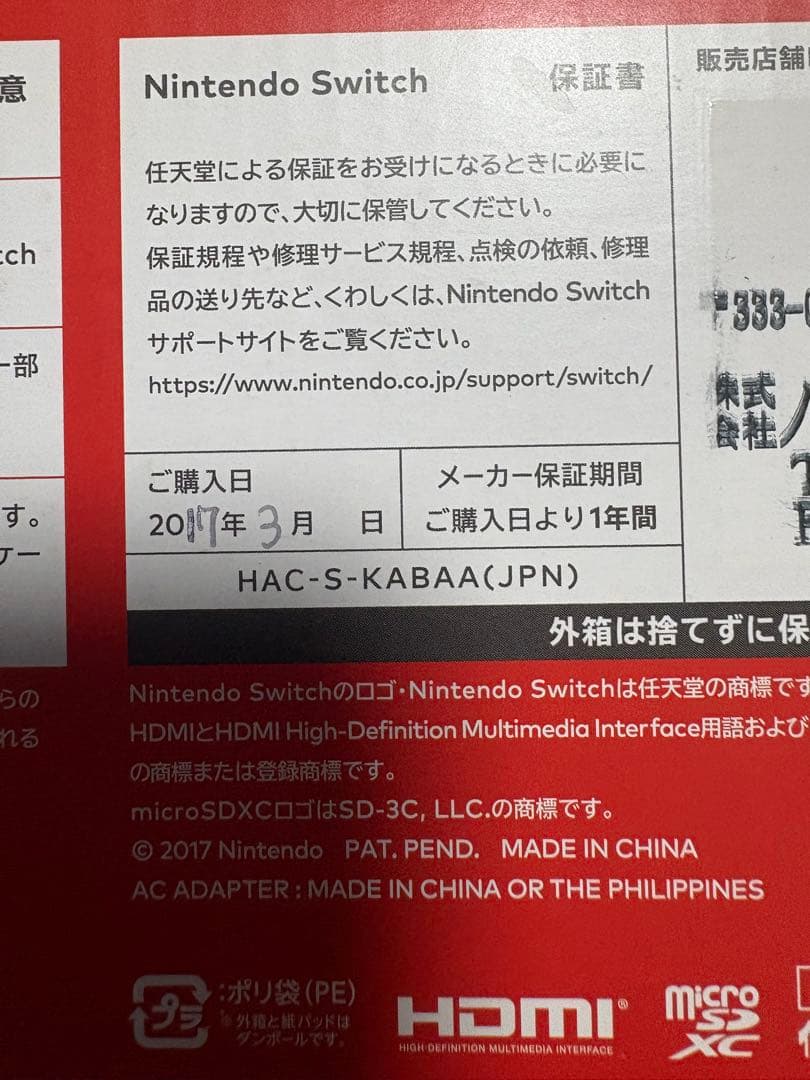 意
tch
一部
す。
ケー
らの
れる
Nintendo Switch 保証書
任天堂による保証をお受けになるときに必要に
なりますので、大切に保管してください。
保証規程や修理サービス規程、点検の依頼、修理
品の送り先など、くわしくは、Nintendo Switch
サポートサイトをご覧ください。
https://www.nintendo.co.jp/support/switch/
ご購入日
2017年 3月 日
メーカー保証期間
ご購入日より1年間
HAC-S-KABAA(JPN)
販売店舗
〒333-
株式
会社
外箱は捨てずに保
Nintendo Switchのロゴ・Nintendo Switchは任天堂の商標です
HDMIとHDMI High-Definition Multimedia Interface用語および
の商標または登録商標です。
microSDXCロゴはSD-3C, LLC.の商標です。
© 2017 Nintendo PAT. PEND. MADE IN CHINA
AC ADAPTER : MADE IN CHINA OR THE PHILIPPINES
プラ
:ポリ袋(PE)
※外箱と紙パッドは
ダンボールです。
HDMI®
HIGH-DEFINITION MULTIMEDIA INTERFACE
micro
SD
XC